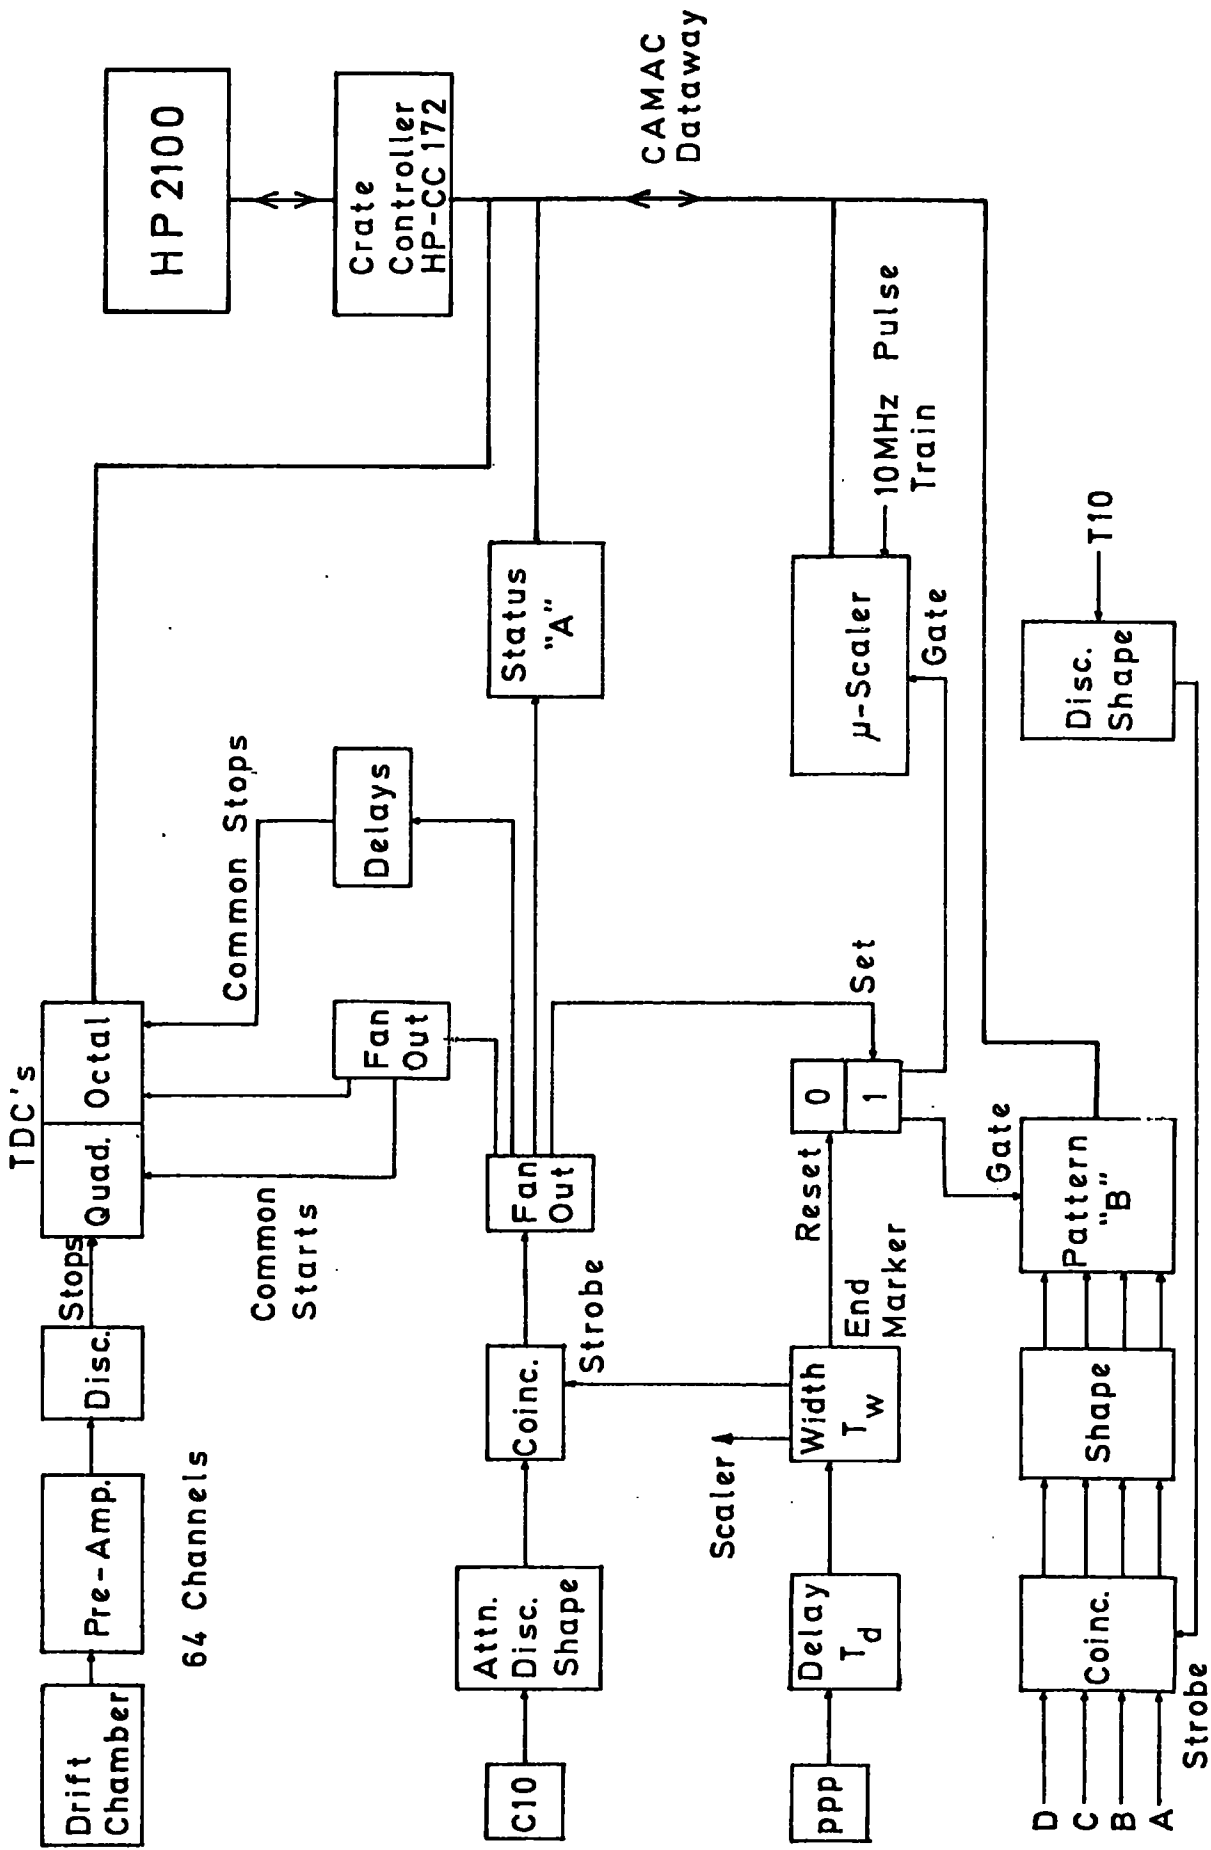 TDC's
Drift
Chamber
Pre-Amp.
Disc.
Stops
Quad.
Octal
64 Channels
Common
Starts
Common Stops
Fan
Out
Delays
HP 2100
Crate
Controller
HP-CC 172
C10
Attn.
Disc.
Shape
Coinc.
Strobe
Fan
Out
Status
"A"
CAMAC
Dataway
Scaler
ppp
Delay
Td
Width
Tw
End
Marker
Reset
0
1
Set
μ-Scaler
Gate
10MHz Pulse
Train
D
C
B
A
Coinc.
Strobe
Shape
Pattern
"B"
Gate
Disc.
Shape
T10